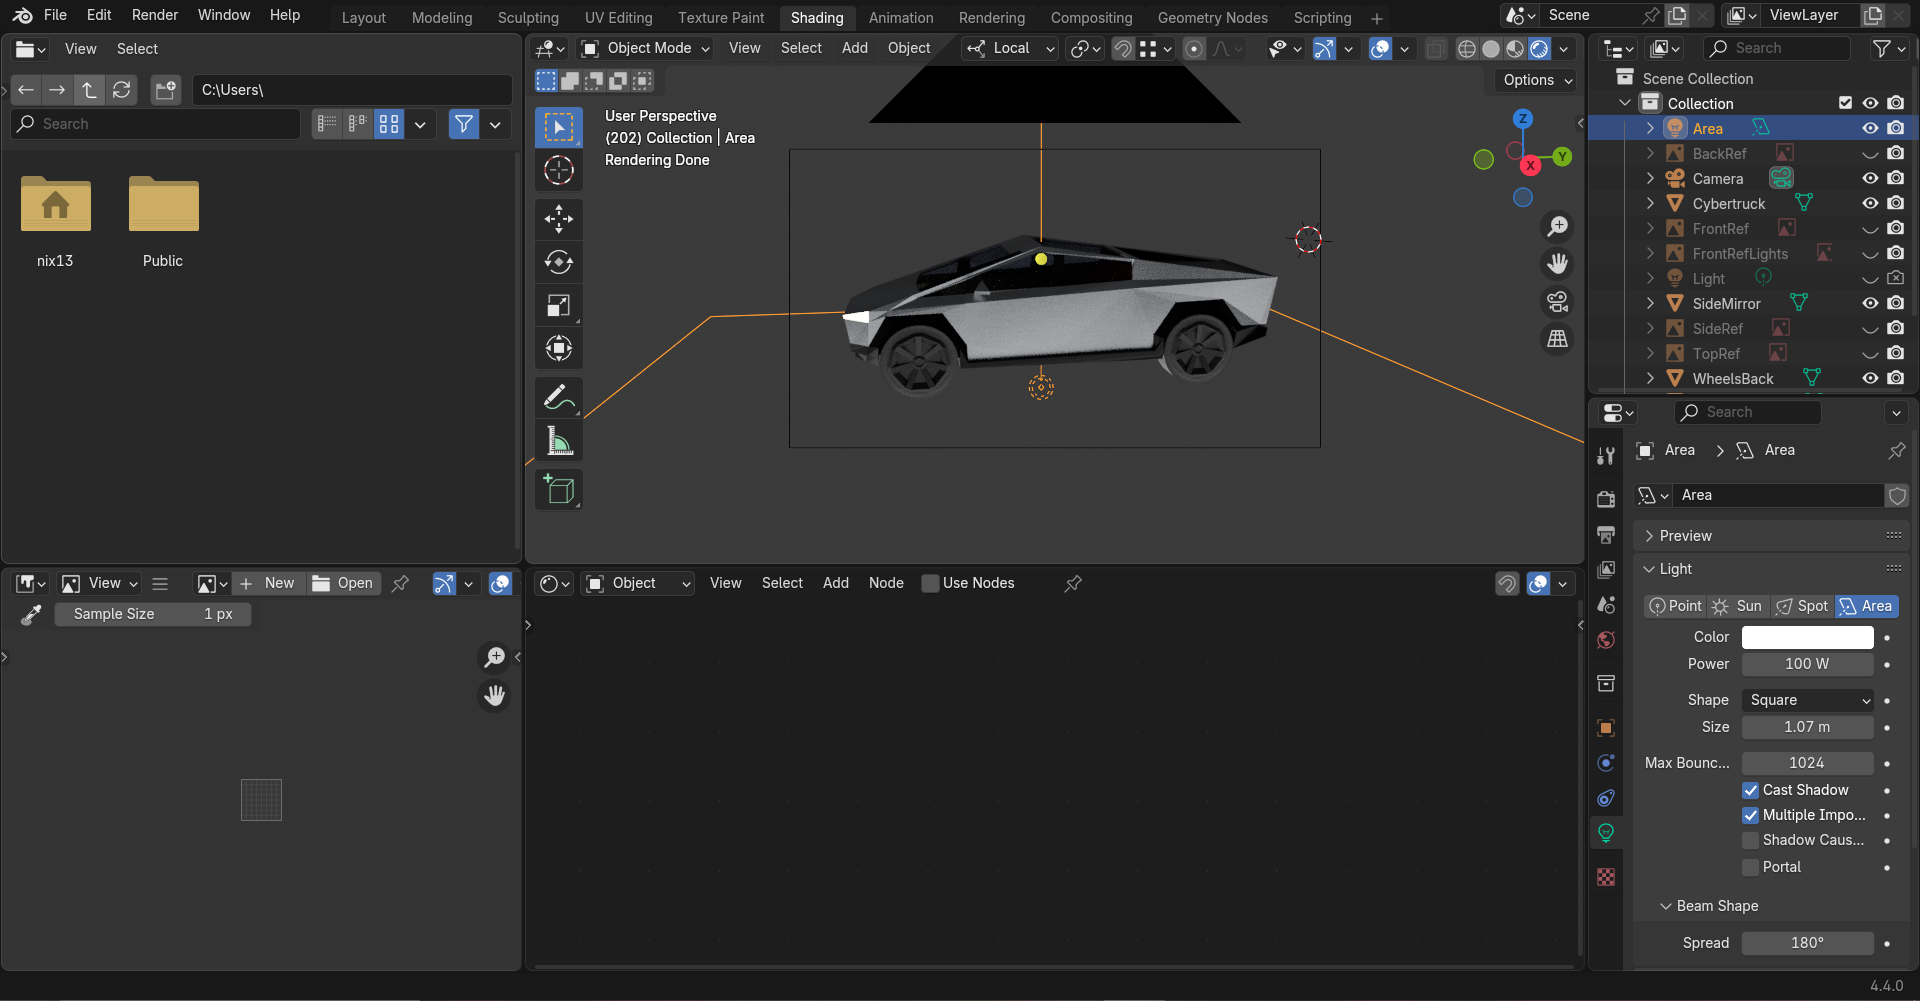 File Edit Render Window Help
Layout Modeling Sculpting UV Editing Texture Paint Shading Animation Rendering Compositing Geometry Nodes Scripting +
Scene
ViewLayer
View Select
C:\Users\
Search
nix13
Public
Object Mode View Select Add Object
Local
Options
User Perspective
(202) Collection | Area
Rendering Done
Z
Y
X
Search
Scene Collection
Collection
Area
BackRef
Camera
Cybertruck
FrontRef
FrontRefLights
Light
SideMirror
SideRef
TopRef
WheelsBack
View New Open
Sample Size 1 px
Object View Select Add Node Use Nodes
Search
Area > Area
Area
Preview
Light
Point Sun Spot Area
Color
Power 100 W
Shape Square
Size 1.07 m
Max Bounc... 1024
Cast Shadow
Multiple Impo...
Shadow Caus...
Portal
Beam Shape
Spread 180°
4.4.0